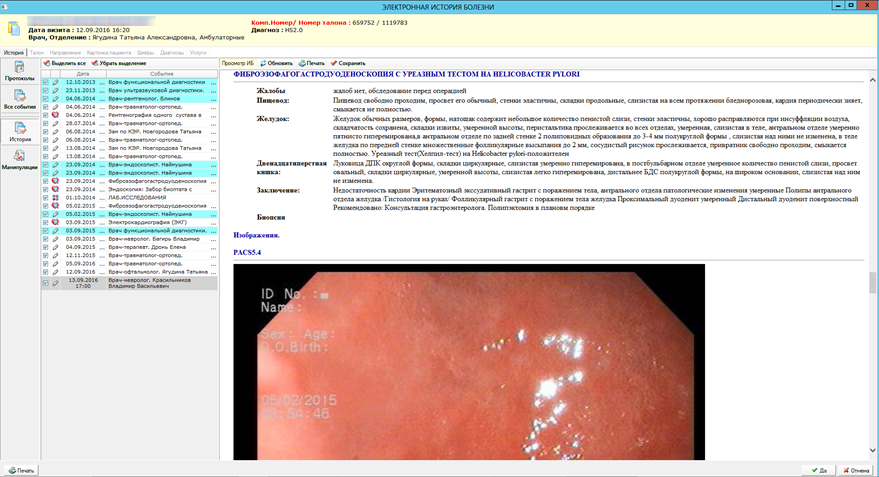 ЭЛЕКТРОННАЯ ИСТОРИЯ БОЛЕЗНИ
Комп.Номер/ Номер талона : 659752 / 1119783
Дата визита : 12.09.2016 16:20
Диагноз : H52.0
Врач, Отделение : Ягудина Татьяна Александровна, Амбулаторные
История Талон Направления Карточка пациента Шифры Диагнозы Услуги
Протоколы
Все события
История
Манипуляции
Выделить все Убрать выделение
Дата Событие
12.10.2013 ... Врач функциональной диагностики ...
23.11.2013 ... Врач ультразвуковой диагностики. ...
04.06.2014 ... Врач-рентгенолог. Блинов ...
04.06.2014 ... Врач-травматолог-ортопед. ...
04.06.2014 ... Рентгенография одного сустава в ...
28.07.2014 ... Врач-травматолог-ортопед. ...
06.08.2014 ... Зам по КЭР. Новгородова Татьяна ...
06.08.2014 ... Врач-травматолог-ортопед. ...
13.08.2014 ... Зам по КЭР. Новгородова Татьяна ...
13.08.2014 ... Врач-травматолог-ортопед. ...
23.09.2014 ... Врач-эндоскопист. Наймушина ...
23.09.2014 ... Врач-эндоскопист. Наймушина ...
23.09.2014 ... Фиброэзофагогастродуоденоскопия ...
23.09.2014 ... Эндоскопия: Забор биоптата с ...
01.10.2014 ... ЛАБ.ИССЛЕДОВАНИЯ ...
05.02.2015 ... Фиброэзофагогастродуоденоскопия ...
05.02.2015 ... Врач-эндоскопист. Наймушина ...
03.09.2015 ... Электрокардиография (ЭКГ) ...
03.09.2015 ... Врач функциональной диагностики. ...
03.09.2015 ... Врач-невролог. Багирь Владимир ...
04.09.2015 ... Врач-терапевт. Дронь Елена ...
12.11.2015 ... Врач-травматолог-ортопед. ...
05.09.2016 ... Врач-травматолог-ортопед. ...
12.09.2016 ... Врач-офтальмолог. Ягудина Татьяна ...
13.09.2016 17:00 Врач-невролог. Красильников Владимир Васильевич
Просмотр ИБ Обновить Печать Сохранить
ФИБРОЭЗОФАГОГАСТРОДУОДЕНОСКОПИЯ С УРЕАЗНЫМ ТЕСТОМ НА HELICOBACTER PYLORI
Жалобы жалоб нет, обследование перед операцией
Пищевод: Пищевод свободно проходим, просвет его обычный, стенки эластичны, складки продольные, слизистая на всем протяжении бледнорозовая, кардия периодически зияет,
смыкается не полностью.
Желудок: Желудок обычных размеров, формы, натощак содержит небольшое количество пенистой слизи, стенки эластичны, хорошо расправляются при инсуффляции воздуха,
складчатость сохранена, складки извиты, умеренной высоты, перистальтика прослеживается во всех отделах, умеренная, слизистая в теле, антральном отделе умеренно
пятнисто гиперемирована,в антральном отделе по задней стенке 2 полиповидных образования до 3-4 мм полукруглой формы , слизистая над ними не изменена, в теле
желудка по передней стенке множественные фолликулярные высыпания до 2 мм, сосудистый рисунок прослеживается, привратник свободно проходим, смыкается
полностью. Уреазный тест(Хелпил-тест) на Helicobacter pylori-положителен
Двенадцатиперстная кишка: Луковица ДПК округлой формы, складки циркулярные, слизистая умеренно гиперемирована, в постбульбарном отделе умеренное количество пенистой слизи, просвет
овальный, складки циркулярные, умеренной высоты, слизистая легко гиперемирована, дистальнее БДС полукруглой формы, на широком основании, слизистая над ним
не изменена.
Заключение: Недостаточность кардии Эритематозный экссудативный гастрит с поражением тела, антрального отдела патологические изменения умеренные Полипы антрального
отдела желудка /Гистология на руках/ Фолликулярный гастрит с поражением тела желудка Проксимальный дуоденит умеренный Дистальный дуоденит поверхностный
Рекомендовано: Консультация гастроэнтеролога. Полипэктомия в плановом порядке
Биопсия
Изображения.
PACS5.4
ID No.:
Name:
Sex: Age:
D.O.Birth:
05/02/2015
08:54:46
Печать Да Отмена